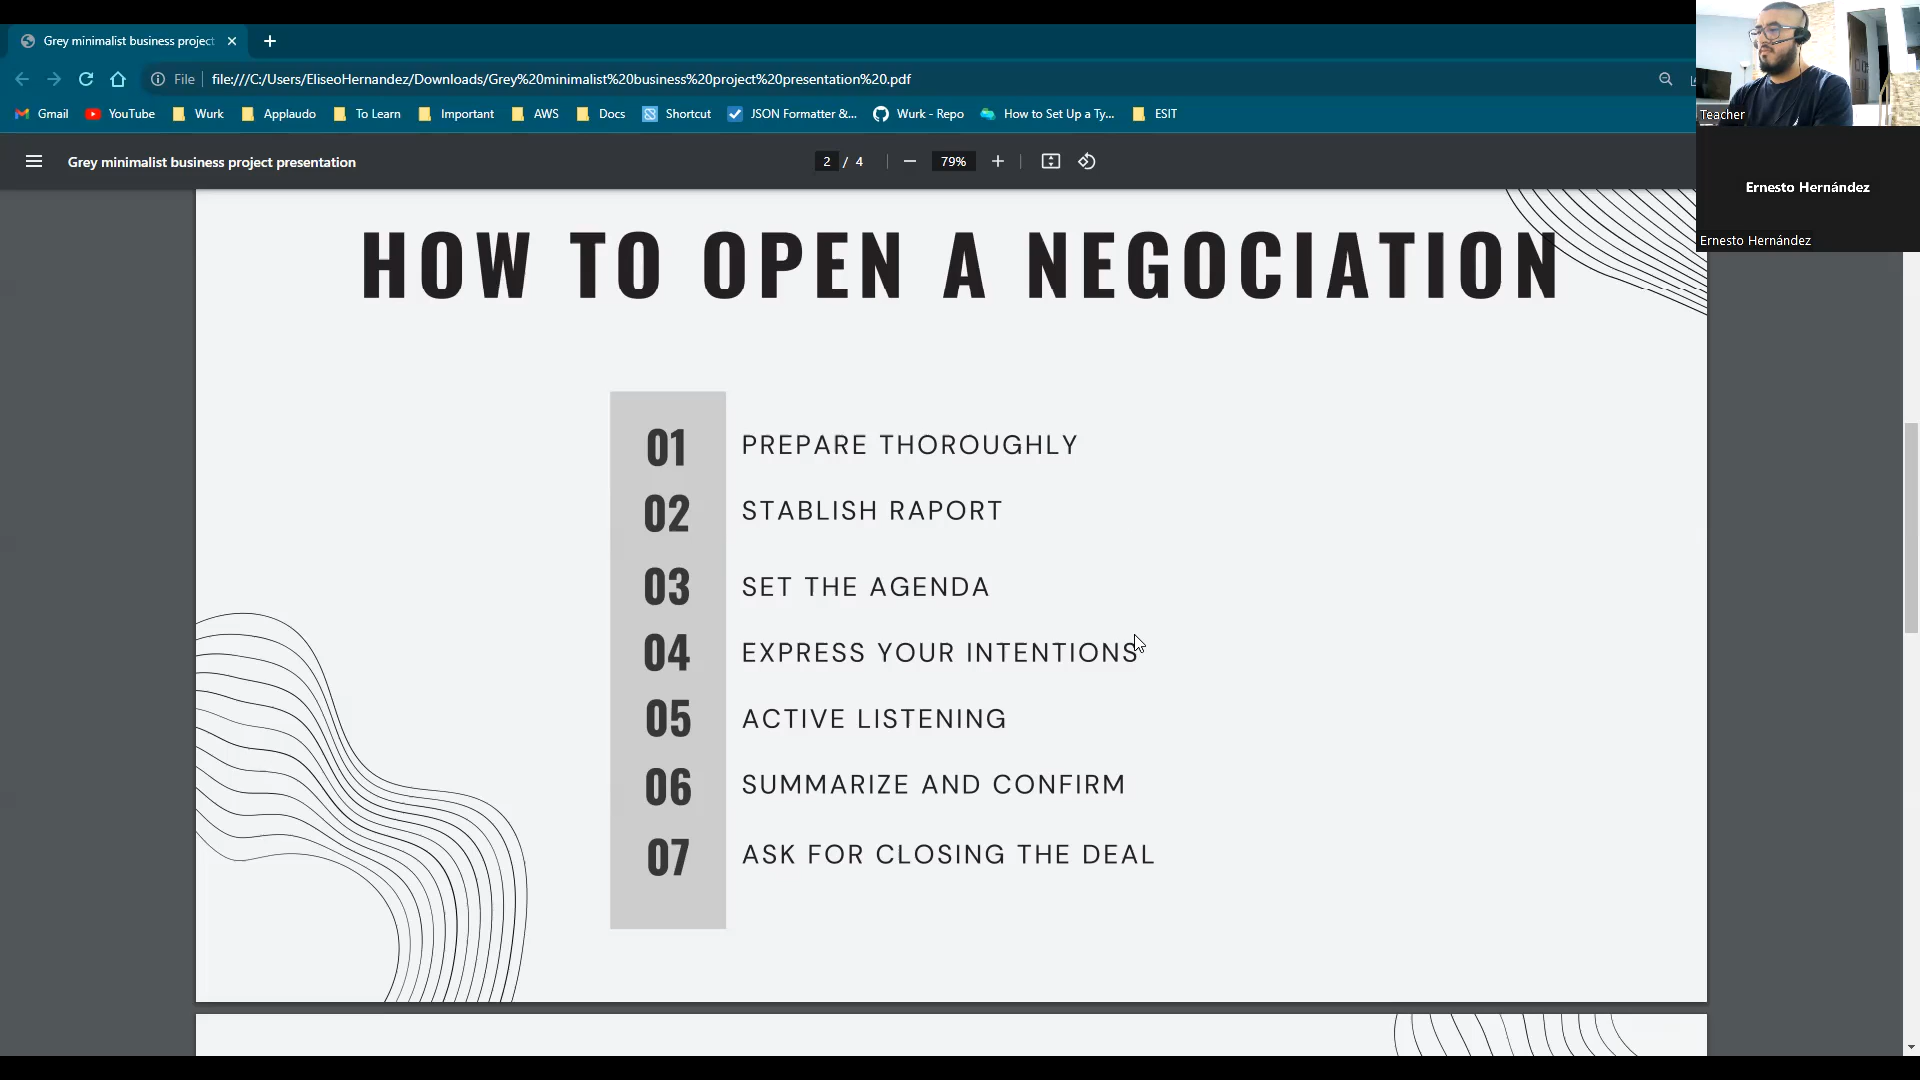 Grey minimalist business project
File
file:///C:/Users/EliseoHernandez/Downloads/Grey%20minimalist%20business%20project%20presentation%20.pdf
Gmail YouTube Wurk Applaudo To Learn Important AWS Docs Shortcut JSON Formatter &... Wurk - Repo How to Set Up a Ty... ESIT
Teacher
Grey minimalist business project presentation
2 / 4
79%
Ernesto Hernández
Ernesto Hernández
HOW TO OPEN A NEGOCIATION
01 PREPARE THOROUGHLY
02 STABLISH RAPORT
03 SET THE AGENDA
04 EXPRESS YOUR INTENTIONS
05 ACTIVE LISTENING
06 SUMMARIZE AND CONFIRM
07 ASK FOR CLOSING THE DEAL